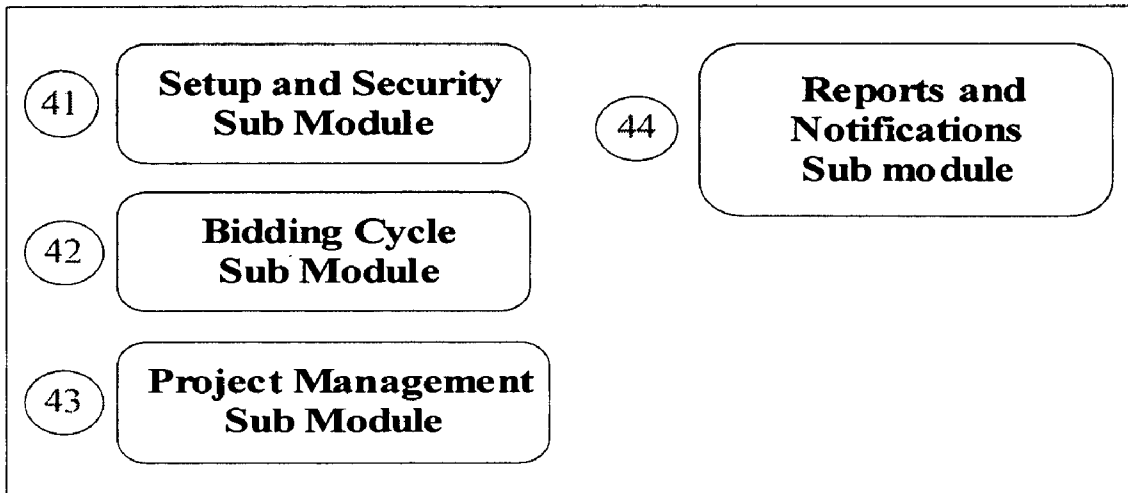 41
Setup and Security
Sub Module
42
Bidding Cycle
Sub Module
43
Project Management
Sub Module
44
Reports and
Notifications
Sub module